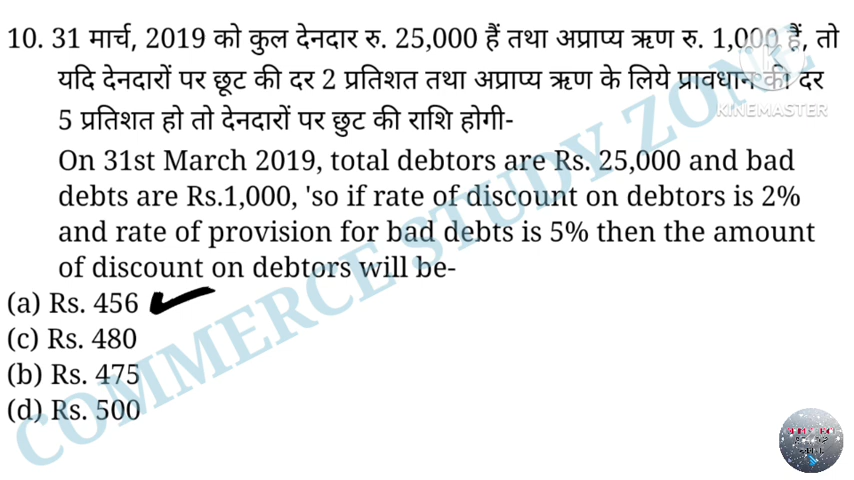 10. 31 मार्च, 2019 को कुल देनदार रु. 25,000 हैं तथा अप्राप्य ऋण रु. 1,000 हैं, तो
यदि देनदारों पर छूट की दर 2 प्रतिशत तथा अप्राप्य ऋण के लिये प्रावधान की दर
5 प्रतिशत हो तो देनदारों पर छुट की राशि होगी-
On 31st March 2019, total debtors are Rs. 25,000 and bad
debts are Rs.1,000, 'so if rate of discount on debtors is 2%
and rate of provision for bad debts is 5% then the amount
of discount on debtors will be-
(a) Rs. 456
(c) Rs. 480
(b) Rs. 475
(d) Rs. 500
COMMERCE STUDY ZONE
KINEMASTER